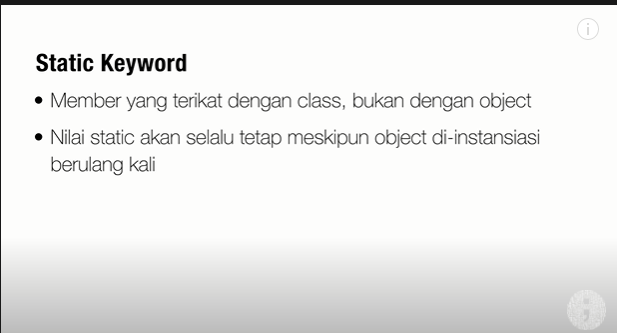 Static Keyword
• Member yang terikat dengan class, bukan dengan object
• Nilai static akan selalu tetap meskipun object di-instansiasi
berulang kali